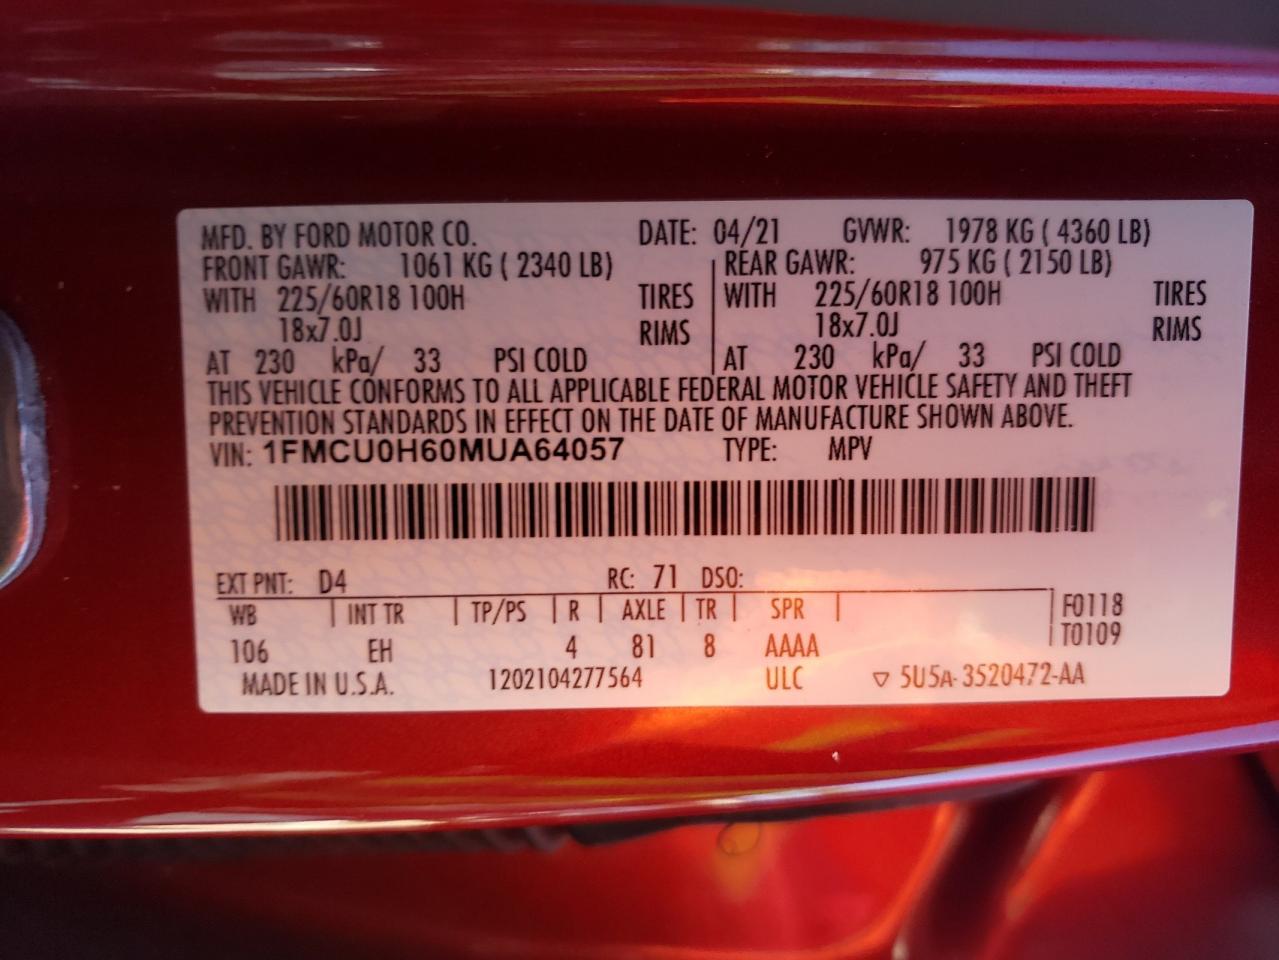 MFD. BY FORD MOTOR CO. DATE: 04/21 GVWR: 1978 KG ( 4360 LB)
FRONT GAWR: 1061 KG ( 2340 LB) REAR GAWR: 975 KG ( 2150 LB)
WITH 225/60R18 100H TIRES WITH 225/60R18 100H TIRES
18x7.0J RIMS 18x7.0J RIMS
AT 230 kPa/ 33 PSI COLD AT 230 kPa/ 33 PSI COLD
THIS VEHICLE CONFORMS TO ALL APPLICABLE FEDERAL MOTOR VEHICLE SAFETY AND THEFT
PREVENTION STANDARDS IN EFFECT ON THE DATE OF MANUFACTURE SHOWN ABOVE.
VIN: 1FMCU0H60MUA64057 TYPE: MPV
EXT PNT: D4 RC: 71 DSO:
WB INT TR TP/PS R AXLE TR SPR F0118
106 EH 4 81 8 AAAA T0109
MADE IN U.S.A. 1202104277564 ULC ▽ 5U5A-3520472-AA